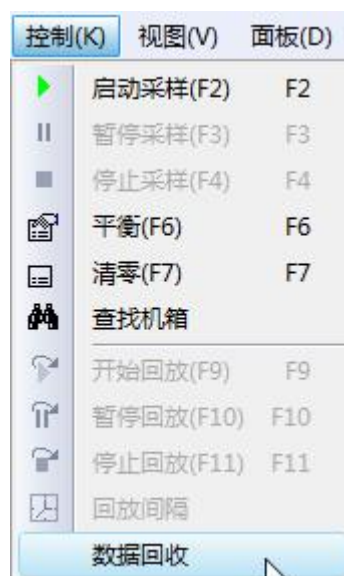 控制(K) 视图(V) 面板(D)
启动采样(F2) F2
暂停采样(F3) F3
停止采样(F4) F4
平衡(F6) F6
清零(F7) F7
查找机箱
开始回放(F9) F9
暂停回放(F10) F10
停止回放(F11) F11
回放间隔
数据回收